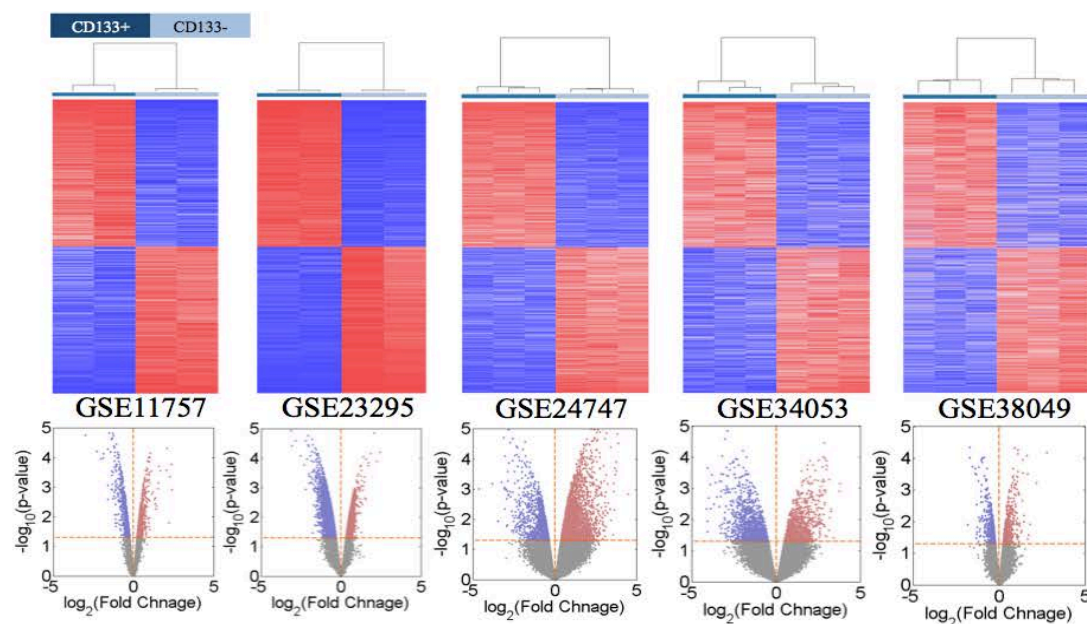 CD133+ CD133-
GSE11757 GSE23295 GSE24747 GSE34053 GSE38049
5 5 5 5 5
4 4 4 4 4
3 3 3 3 3
2 2 2 2 2
1 1 1 1 1
0 0 0 0 0
-log10(p-value) -log10(p-value) -log10(p-value) -log10(p-value) -log10(p-value)
-5 0 5 -5 0 5 -5 0 5 -5 0 5 -5 0 5
log2(Fold Chnage) log2(Fold Chnage) log2(Fold Chnage) log2(Fold Chnage) log2(Fold Chnage)